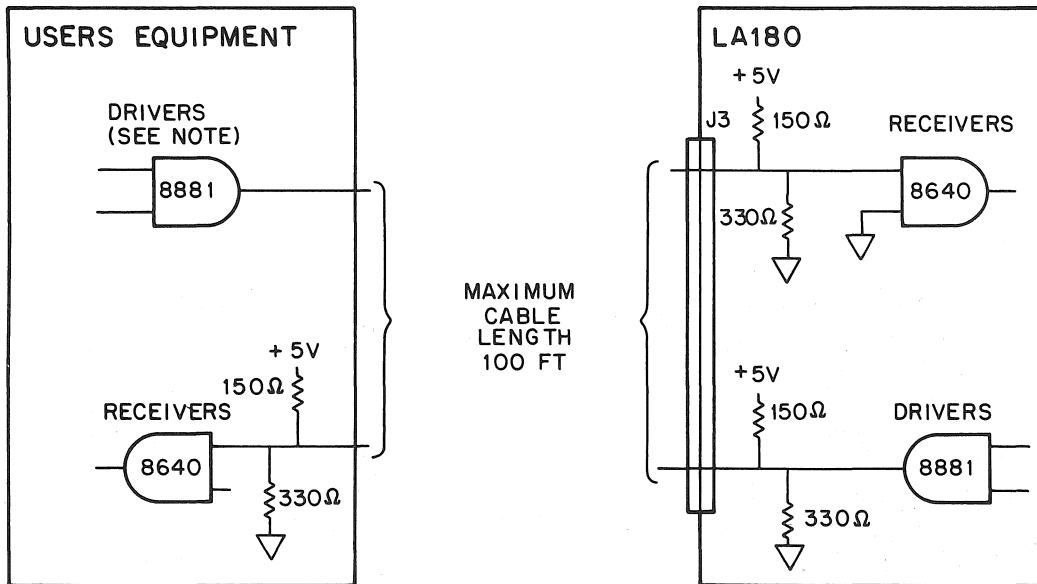 USERS EQUIPMENT
DRIVERS
(SEE NOTE)
8881
+5V
150Ω
RECEIVERS
8640
330Ω
MAXIMUM
CABLE
LENGTH
100 FT
LA180
+5V
J3
150Ω
RECEIVERS
8640
330Ω
+5V
150Ω
DRIVERS
8881
330Ω